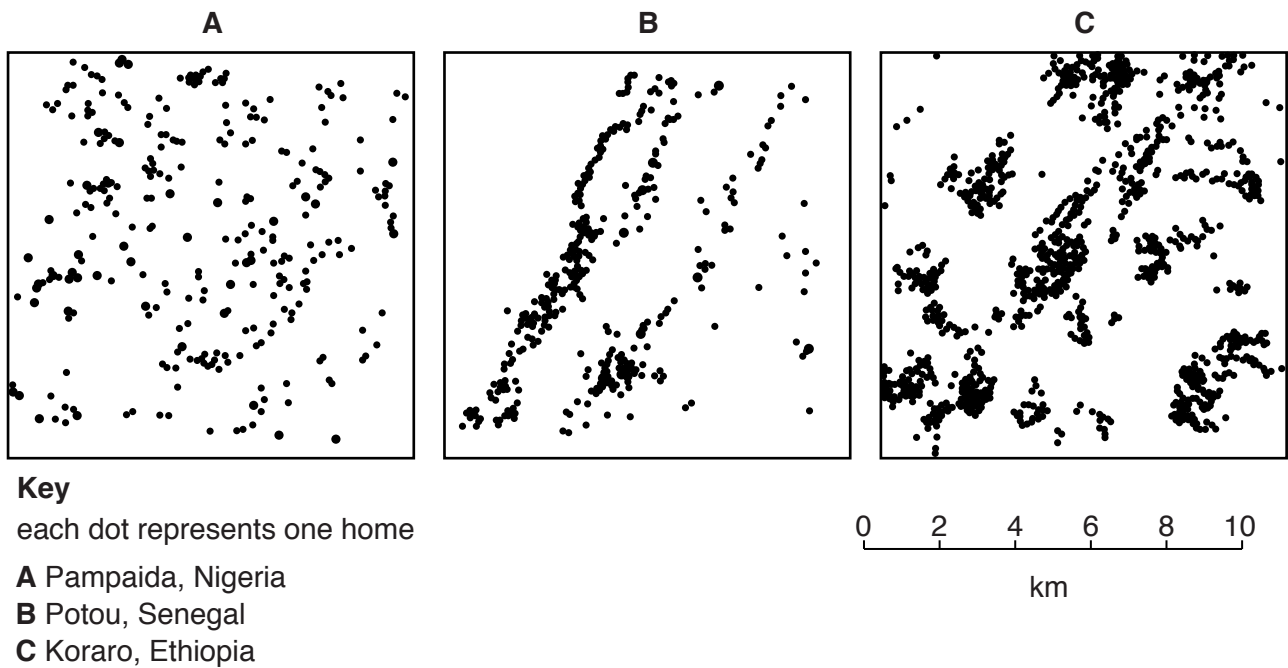 A B C
Key
each dot represents one home
A Pampaida, Nigeria
B Potou, Senegal
C Koraro, Ethiopia
0 2 4 6 8 10
km